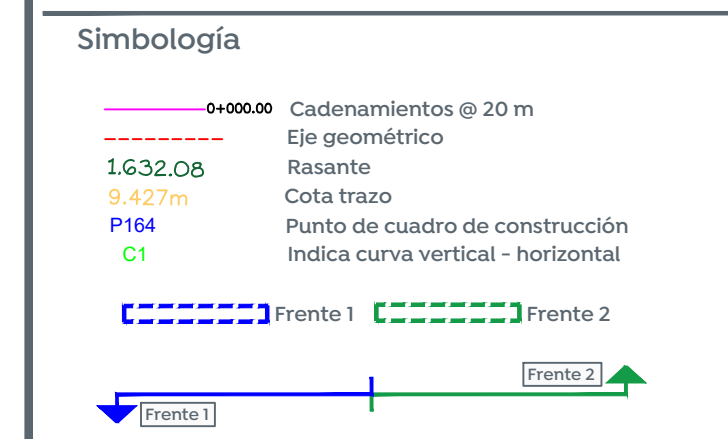 Simbología
0+000.00 Cadenamientos @ 20 m
Eje geométrico
1.632.08 Rasante
9.427m Cota trazo
P164 Punto de cuadro de construcción
C1 Indica curva vertical - horizontal
Frente 1 Frente 2
Frente 2
Frente 1